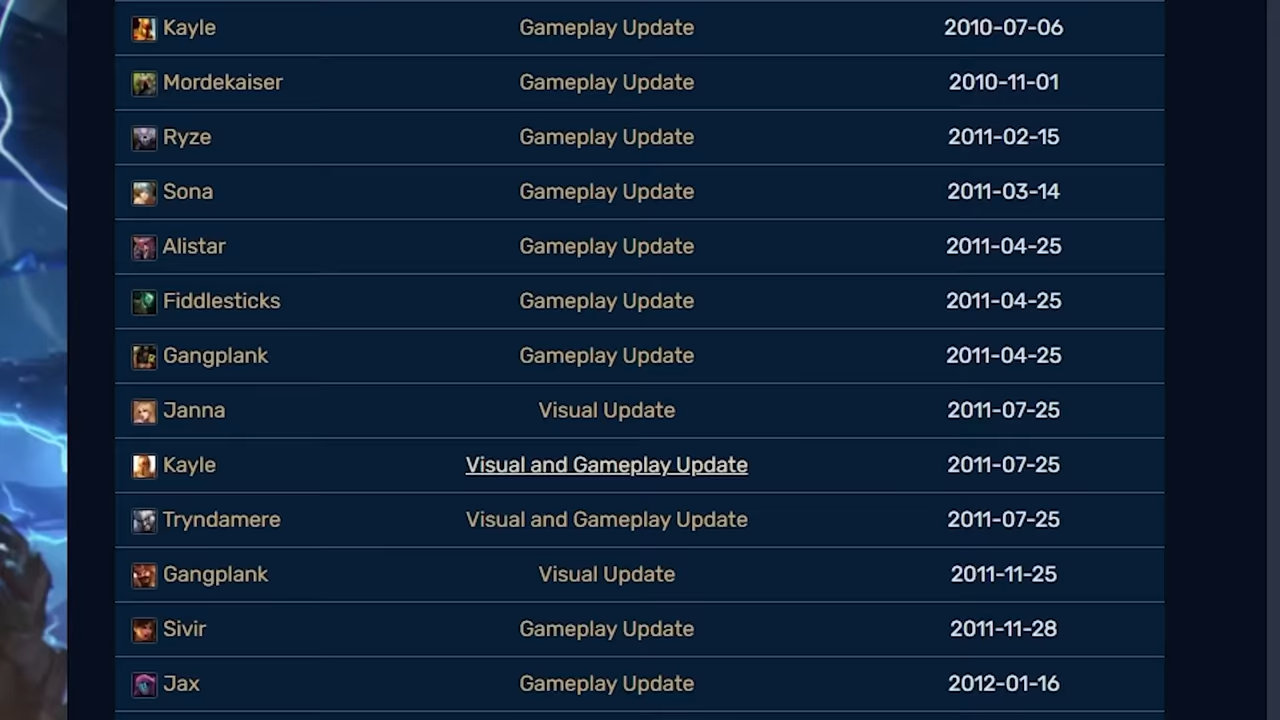 Kayle Gameplay Update 2010-07-06
Mordekaiser Gameplay Update 2010-11-01
Ryze Gameplay Update 2011-02-15
Sona Gameplay Update 2011-03-14
Alistar Gameplay Update 2011-04-25
Fiddlesticks Gameplay Update 2011-04-25
Gangplank Gameplay Update 2011-04-25
Janna Visual Update 2011-07-25
Kayle Visual and Gameplay Update 2011-07-25
Tryndamere Visual and Gameplay Update 2011-07-25
Gangplank Visual Update 2011-11-25
Sivir Gameplay Update 2011-11-28
Jax Gameplay Update 2012-01-16